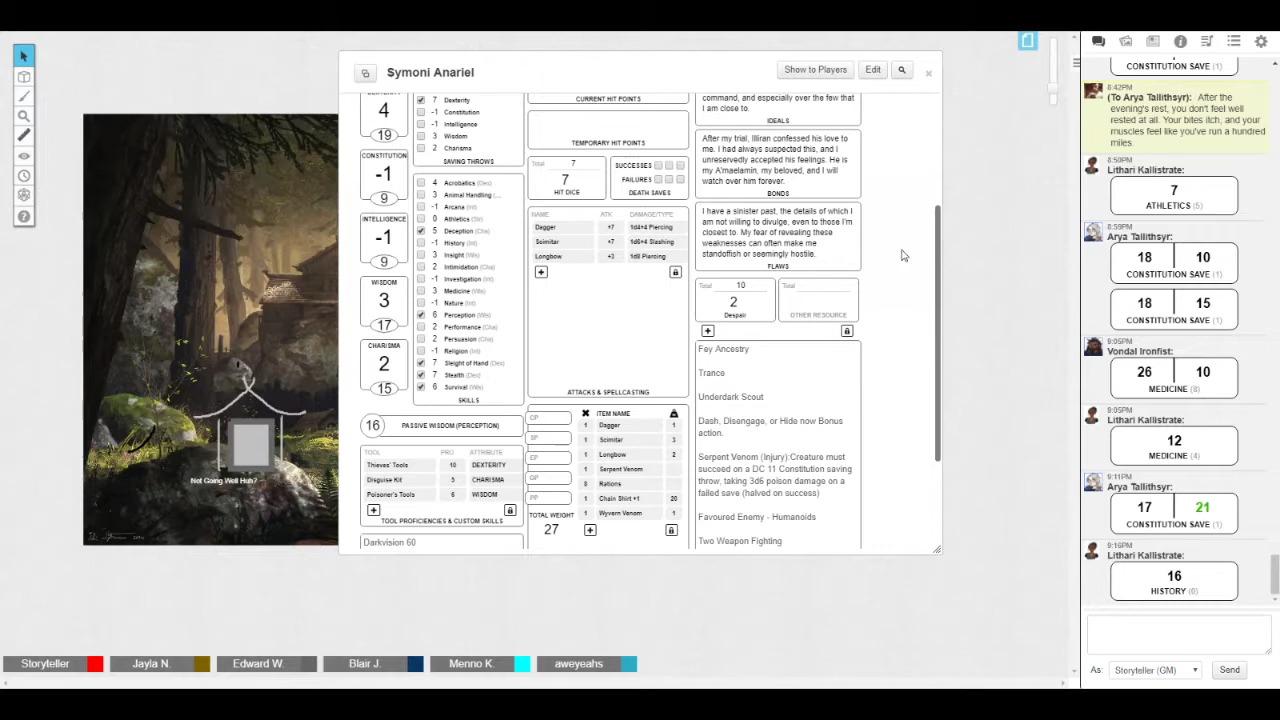 Symoni Anariel
Show to Players
Edit
4
19
CONSTITUTION
-1
9
INTELLIGENCE
-1
9
WISDOM
3
17
CHARISMA
2
15
7 Dexterity
-1 Constitution
-1 Intelligence
3 Wisdom
2 Charisma
SAVING THROWS
4 Acrobatics (Dex)
3 Animal Handling (...
-1 Arcana (Int)
0 Athletics (Str)
5 Deception (Cha)
-1 History (Int)
3 Insight (Wis)
2 Intimidation (Cha)
-1 Investigation (Int)
3 Medicine (Wis)
-1 Nature (Int)
6 Perception (Wis)
2 Performance (Cha)
2 Persuasion (Cha)
-1 Religion (Int)
7 Sleight of Hand (Dex)
7 Stealth (Dex)
6 Survival (Wis)
SKILLS
16 PASSIVE WISDOM (PERCEPTION)
TOOL PRO ATTRIBUTE
Thieves' Tools 10 DEXTERITY
Disguise Kit 5 CHARISMA
Poisoner's Tools 6 WISDOM
TOOL PROFICIENCIES & CUSTOM SKILLS
Darkvision 60
CURRENT HIT POINTS
TEMPORARY HIT POINTS
Total 7
7
HIT DICE
SUCCESSES
FAILURES
DEATH SAVES
NAME ATK DAMAGE/TYPE
Dagger +7 1d4+4 Piercing
Scimitar +7 1d6+4 Slashing
Longbow +3 1d8 Piercing
ATTACKS & SPELLCASTING
CP
SP
EP
GP
PP
TOTAL WEIGHT
27
ITEM NAME
1 Dagger 1
1 Scimitar 3
1 Longbow 2
1 Serpent Venom
8 Rations
1 Chain Shirt +1 20
1 Wyvern Venom 1
command, and especially over the few that
I am close to.
IDEALS
After my trial, Illiran confessed his love to
me. I had always suspected this, and I
unreservedly accepted his feelings. He is
my A'maelamin, my beloved, and I will
watch over him forever.
BONDS
I have a sinister past, the details of which I
am not willing to divulge, even to those I'm
closest to. My fear of revealing these
weaknesses can often make me
standoffish or seemingly hostile.
FLAWS
Total 10
2
Despair
Total
OTHER RESOURCE
Fey Ancestry
Trance
Underdark Scout
Dash, Disengage, or Hide now Bonus
action.
Serpent Venom (Injury):Creature must
succeed on a DC 11 Constitution saving
throw, taking 3d6 poison damage on a
failed save (halved on success)
Favoured Enemy - Humanoids
Two Weapon Fighting
Not Going Well Huh?
CONSTITUTION SAVE (1)
8:42PM
(To Arya Tallithsyr): After the
evening's rest, you don't feel well
rested at all. Your bites itch, and your
muscles feel like you've run a hundred
miles.
8:50PM
Lithari Kallistrate:
7
ATHLETICS (5)
8:59PM
Arya Tallithsyr:
18 10
CONSTITUTION SAVE (1)
18 15
CONSTITUTION SAVE (1)
9:05PM
Vondal Ironfist:
26 10
MEDICINE (8)
9:05PM
Lithari Kallistrate:
12
MEDICINE (4)
9:11PM
Arya Tallithsyr:
17 21
CONSTITUTION SAVE (1)
9:16PM
Lithari Kallistrate:
16
HISTORY (0)
As: Storyteller (GM) Send
Storyteller
Jayla N.
Edward W.
Blair J.
Menno K.
aweyeahs